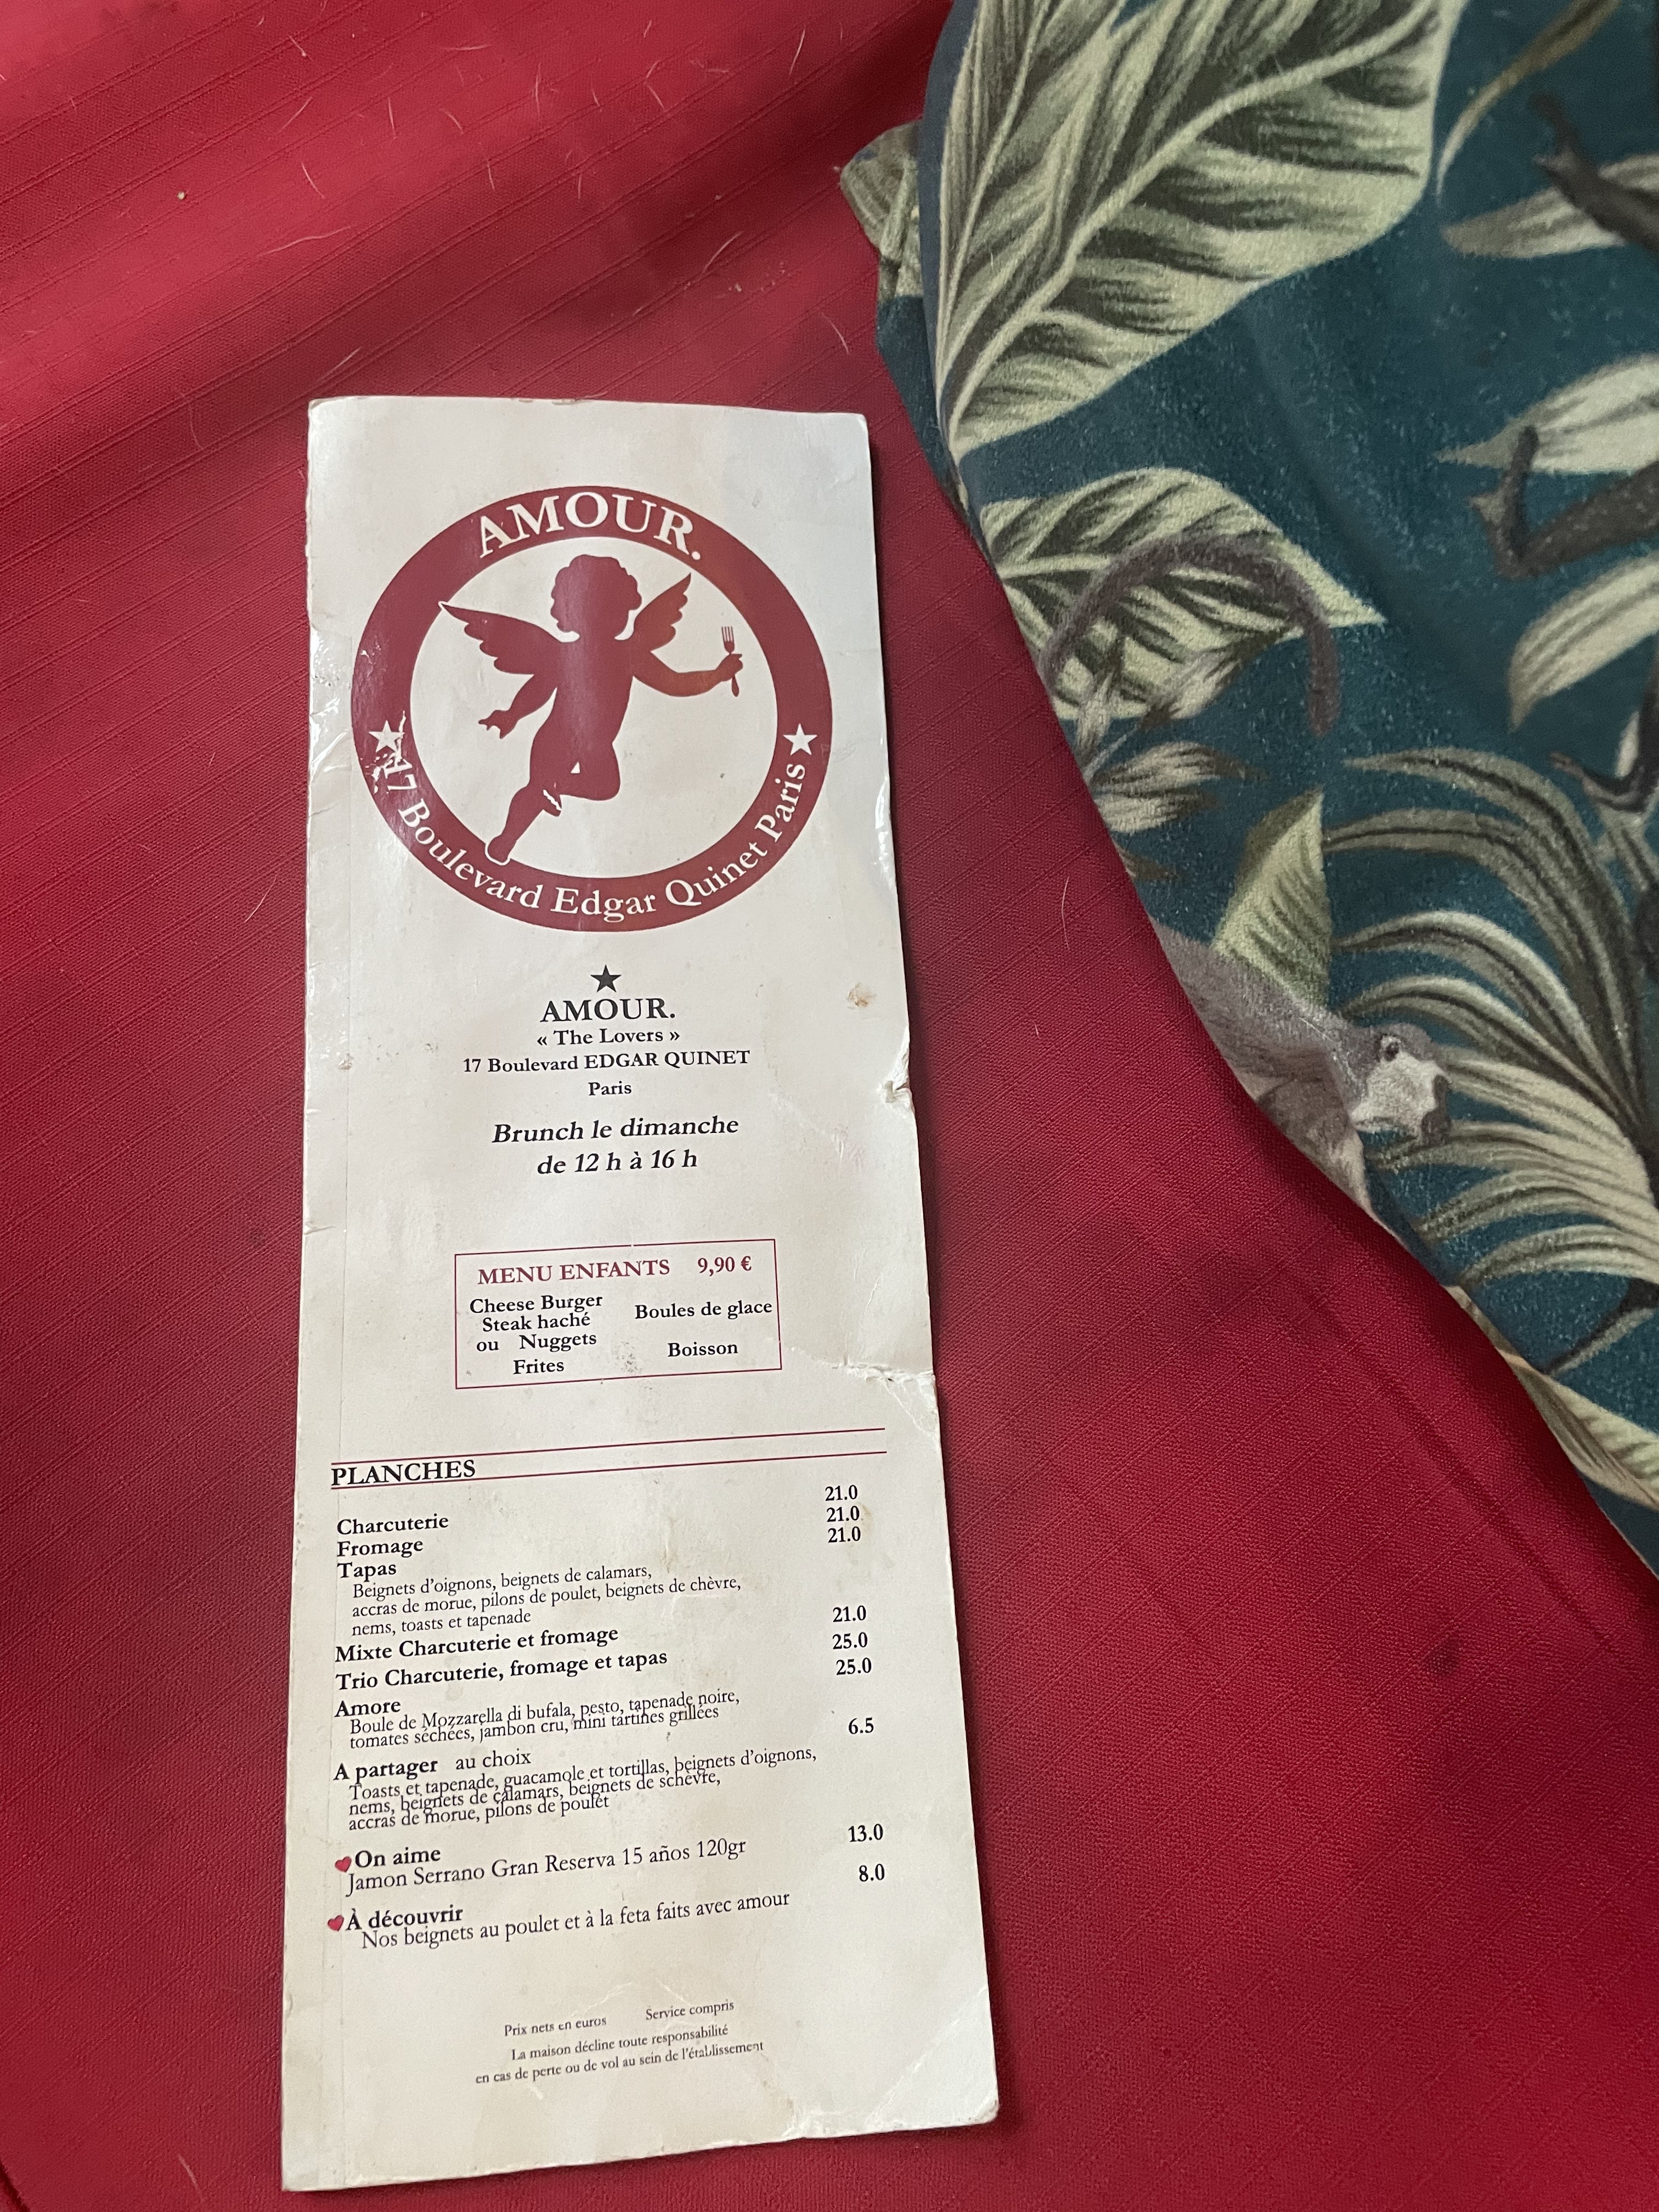 AMOUR.
★ 17 Boulevard Edgar Quinet Paris ★
★
AMOUR.
« The Lovers »
17 Boulevard EDGAR QUINET
Paris
Brunch le dimanche
de 12 h à 16 h
MENU ENFANTS 9,90 €
Cheese Burger
Steak haché
ou Nuggets
Frites
Boules de glace
Boisson
PLANCHES
Charcuterie 21.0
Fromage 21.0
Tapas 21.0
Beignets d'oignons, beignets de calamars,
accras de morue, pilons de poulet, beignets de chèvre,
nems, toasts et tapenade
Mixte Charcuterie et fromage 21.0
Trio Charcuterie, fromage et tapas 25.0
Amore 25.0
Boule de Mozzarella di bufala, pesto, tapenade noire,
tomates séchées, jambon cru, mini tartines grillées
A partager au choix 6.5
Toasts et tapenade, guacamole et tortillas, beignets d'oignons,
nems, beignets de calamars, beignets de schèvre,
accras de morue, pilons de poulet
On aime 13.0
Jamon Serrano Gran Reserva 15 años 120gr
À découvrir 8.0
Nos beignets au poulet et à la feta faits avec amour
Prix nets en euros Service compris
La maison décline toute responsabilité
en cas de perte ou de vol au sein de l'établissement